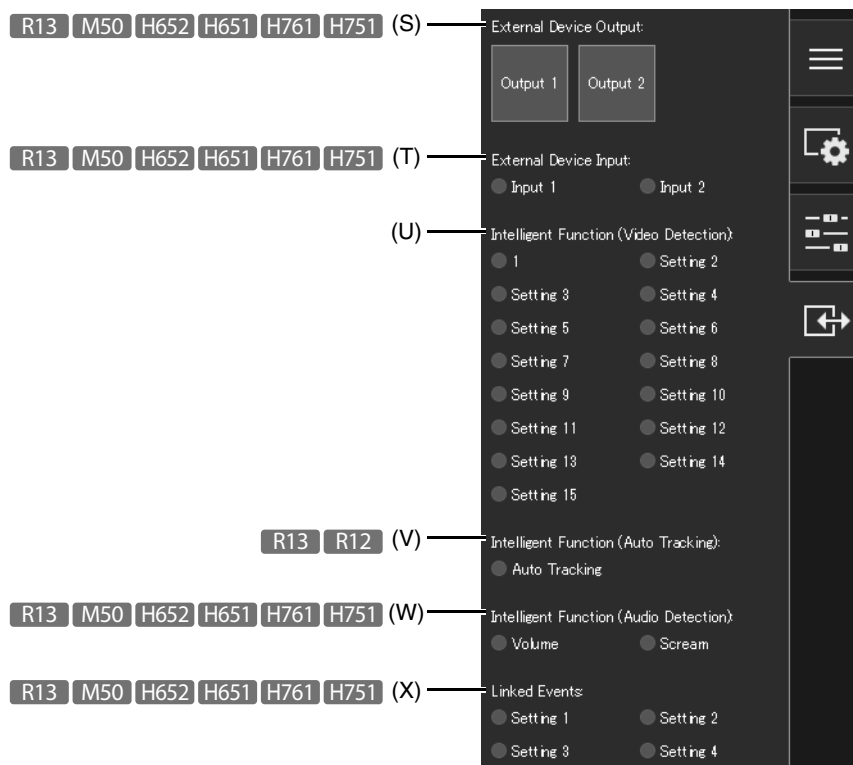 R13 M50 H652 H651 H761 H751 (S) External Device Output:
Output 1 Output 2
R13 M50 H652 H651 H761 H751 (T) External Device Input:
Input 1 Input 2
(U) Intelligent Function (Video Detection):
1 Setting 2
Setting 3 Setting 4
Setting 5 Setting 6
Setting 7 Setting 8
Setting 9 Setting 10
Setting 11 Setting 12
Setting 13 Setting 14
Setting 15
R13 R12 (V) Intelligent Function (Auto Tracking):
Auto Tracking
R13 M50 H652 H651 H761 H751 (W) Intelligent Function (Audio Detection):
Volume Scream
R13 M50 H652 H651 H761 H751 (X) Linked Events:
Setting 1 Setting 2
Setting 3 Setting 4